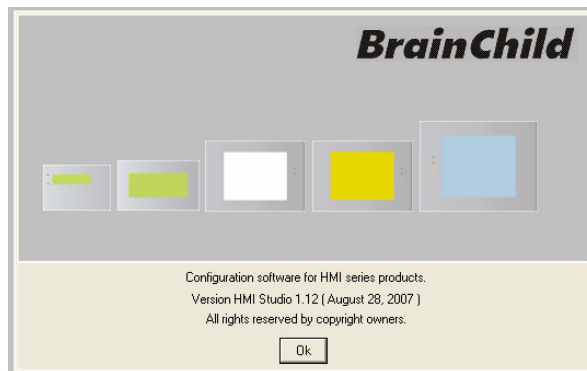 BrainChild
Configuration software for HMI series products.
Version HMI Studio 1.12 ( August 28, 2007 )
All rights reserved by copyright owners.
Ok